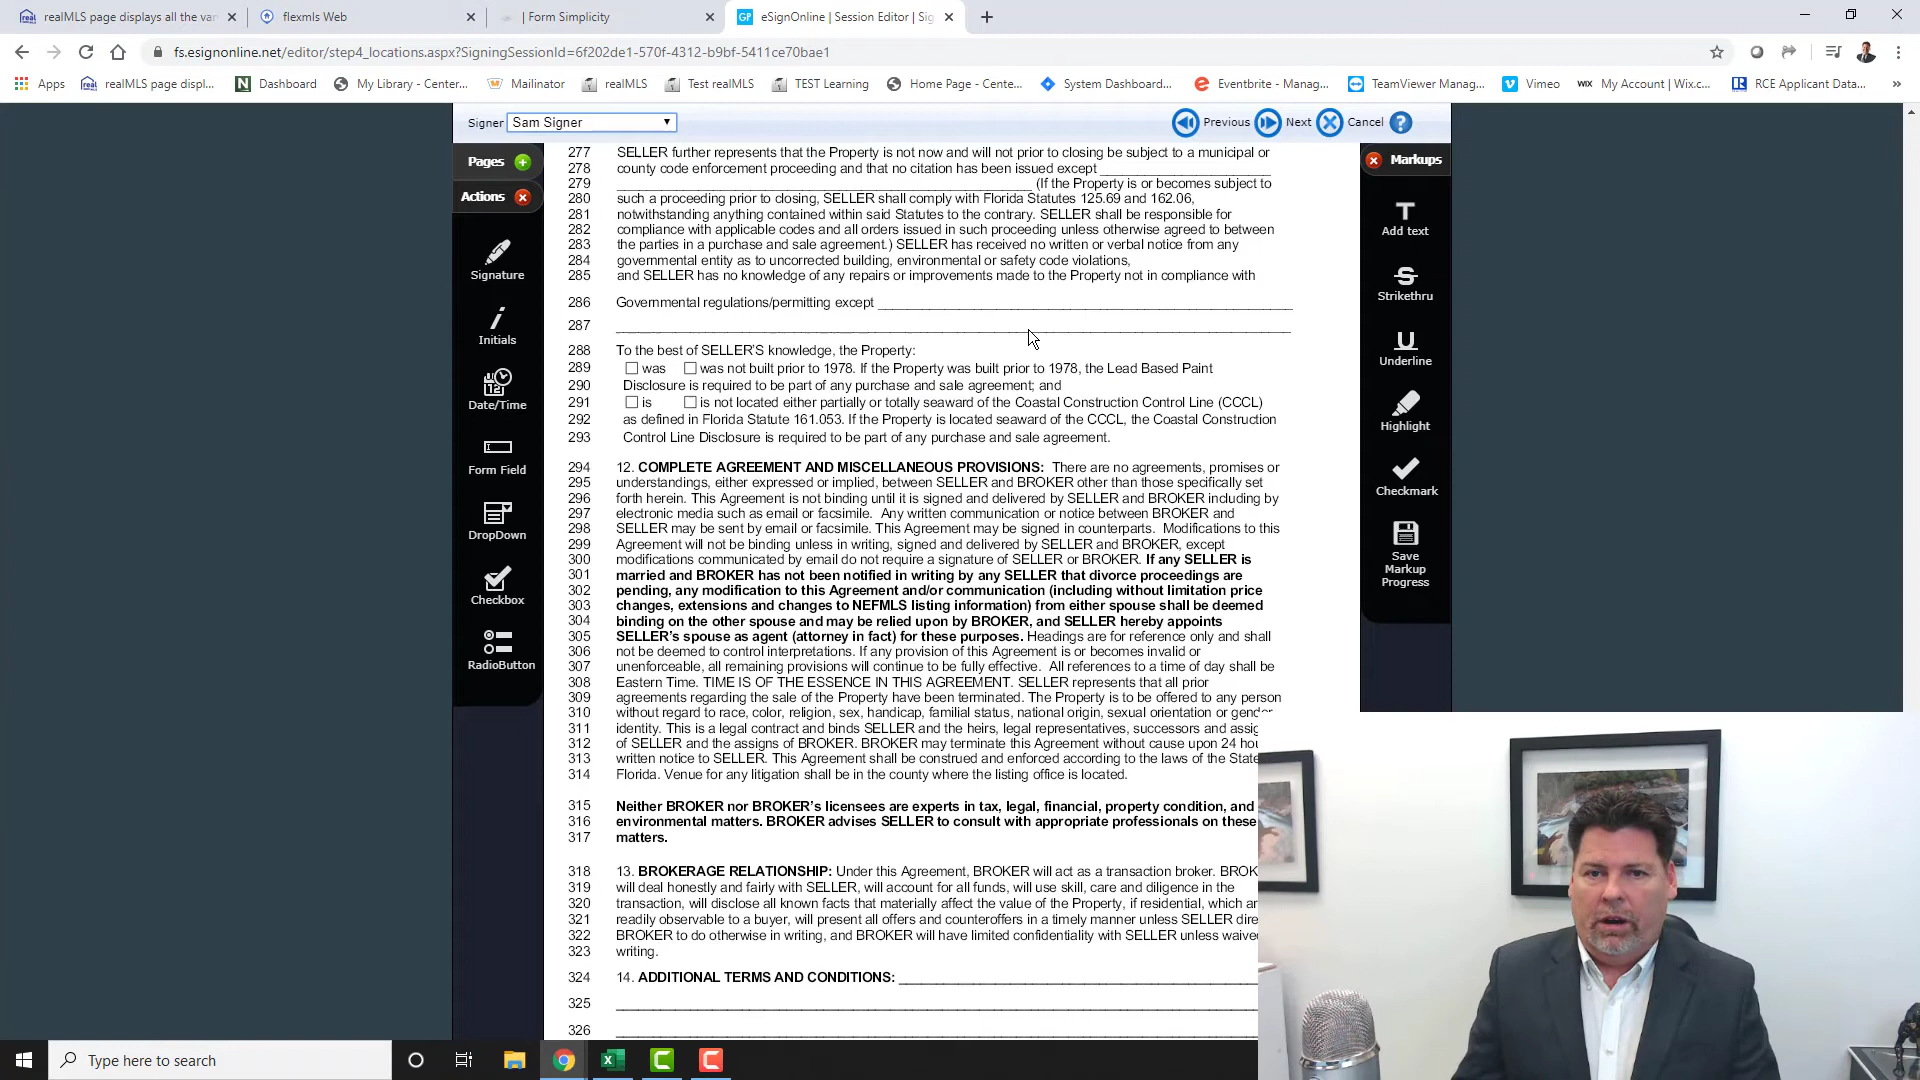 realMLS page displays all the var
flexmls Web
| Form Simplicity
GP eSignOnline | Session Editor | Sig
fs.esignonline.net/editor/step4_locations.aspx?SigningSessionId=6f202de1-570f-4312-b9bf-5411ce70bae1
Apps realMLS page displ... Dashboard My Library - Center... Mailinator realMLS Test realMLS TEST Learning Home Page - Cente... System Dashboard... Eventbrite - Manag... TeamViewer Manag... Vimeo WIX My Account | Wix.c... RCE Applicant Data... »
Signer Sam Signer Previous Next Cancel ?
Pages
Actions
Signature
Initials
12
Date/Time
Form Field
DropDown
Checkbox
RadioButton
277 SELLER further represents that the Property is not now and will not prior to closing be subject to a municipal or
278 county code enforcement proceeding and that no citation has been issued except ____
279 ____ (If the Property is or becomes subject to
280 such a proceeding prior to closing, SELLER shall comply with Florida Statutes 125.69 and 162.06,
281 notwithstanding anything contained within said Statutes to the contrary. SELLER shall be responsible for
282 compliance with applicable codes and all orders issued in such proceeding unless otherwise agreed to between
283 the parties in a purchase and sale agreement.) SELLER has received no written or verbal notice from any
284 governmental entity as to uncorrected building, environmental or safety code violations,
285 and SELLER has no knowledge of any repairs or improvements made to the Property not in compliance with
286 Governmental regulations/permitting except ____
287 ____
288 To the best of SELLER'S knowledge, the Property:
289 ☐ was ☐ was not built prior to 1978. If the Property was built prior to 1978, the Lead Based Paint
290 Disclosure is required to be part of any purchase and sale agreement; and
291 ☐ is ☐ is not located either partially or totally seaward of the Coastal Construction Control Line (CCCL)
292 as defined in Florida Statute 161.053. If the Property is located seaward of the CCCL, the Coastal Construction
293 Control Line Disclosure is required to be part of any purchase and sale agreement.
294 12. COMPLETE AGREEMENT AND MISCELLANEOUS PROVISIONS: There are no agreements, promises or
295 understandings, either expressed or implied, between SELLER and BROKER other than those specifically set
296 forth herein. This Agreement is not binding until it is signed and delivered by SELLER and BROKER including by
297 electronic media such as email or facsimile. Any written communication or notice between BROKER and
298 SELLER may be sent by email or facsimile. This Agreement may be signed in counterparts. Modifications to this
299 Agreement will not be binding unless in writing, signed and delivered by SELLER and BROKER, except
300 modifications communicated by email do not require a signature of SELLER or BROKER. If any SELLER is
301 married and BROKER has not been notified in writing by any SELLER that divorce proceedings are
302 pending, any modification to this Agreement and/or communication (including without limitation price
303 changes, extensions and changes to NEFMLS listing information) from either spouse shall be deemed
304 binding on the other spouse and may be relied upon by BROKER, and SELLER hereby appoints
305 SELLER's spouse as agent (attorney in fact) for these purposes. Headings are for reference only and shall
306 not be deemed to control interpretations. If any provision of this Agreement is or becomes invalid or
307 unenforceable, all remaining provisions will continue to be fully effective. All references to a time of day shall be
308 Eastern Time. TIME IS OF THE ESSENCE IN THIS AGREEMENT. SELLER represents that all prior
309 agreements regarding the sale of the Property have been terminated. The Property is to be offered to any person
310 without regard to race, color, religion, sex, handicap, familial status, national origin, sexual orientation or gender
311 identity. This is a legal contract and binds SELLER and the heirs, legal representatives, successors and assig
312 of SELLER and the assigns of BROKER. BROKER may terminate this Agreement without cause upon 24 hou
313 written notice to SELLER. This Agreement shall be construed and enforced according to the laws of the State
314 Florida. Venue for any litigation shall be in the county where the listing office is located.
315 Neither BROKER nor BROKER's licensees are experts in tax, legal, financial, property condition, and
316 environmental matters. BROKER advises SELLER to consult with appropriate professionals on these
317 matters.
318 13. BROKERAGE RELATIONSHIP: Under this Agreement, BROKER will act as a transaction broker. BROK
319 will deal honestly and fairly with SELLER, will account for all funds, will use skill, care and diligence in the
320 transaction, will disclose all known facts that materially affect the value of the Property, if residential, which ar
321 readily observable to a buyer, will present all offers and counteroffers in a timely manner unless SELLER dire
322 BROKER to do otherwise in writing, and BROKER will have limited confidentiality with SELLER unless waive
323 writing.
324 14. ADDITIONAL TERMS AND CONDITIONS: ____
325 ____
326 ____
Markups
Add text
Strikethru
Underline
Highlight
Checkmark
Save
Markup
Progress
Type here to search